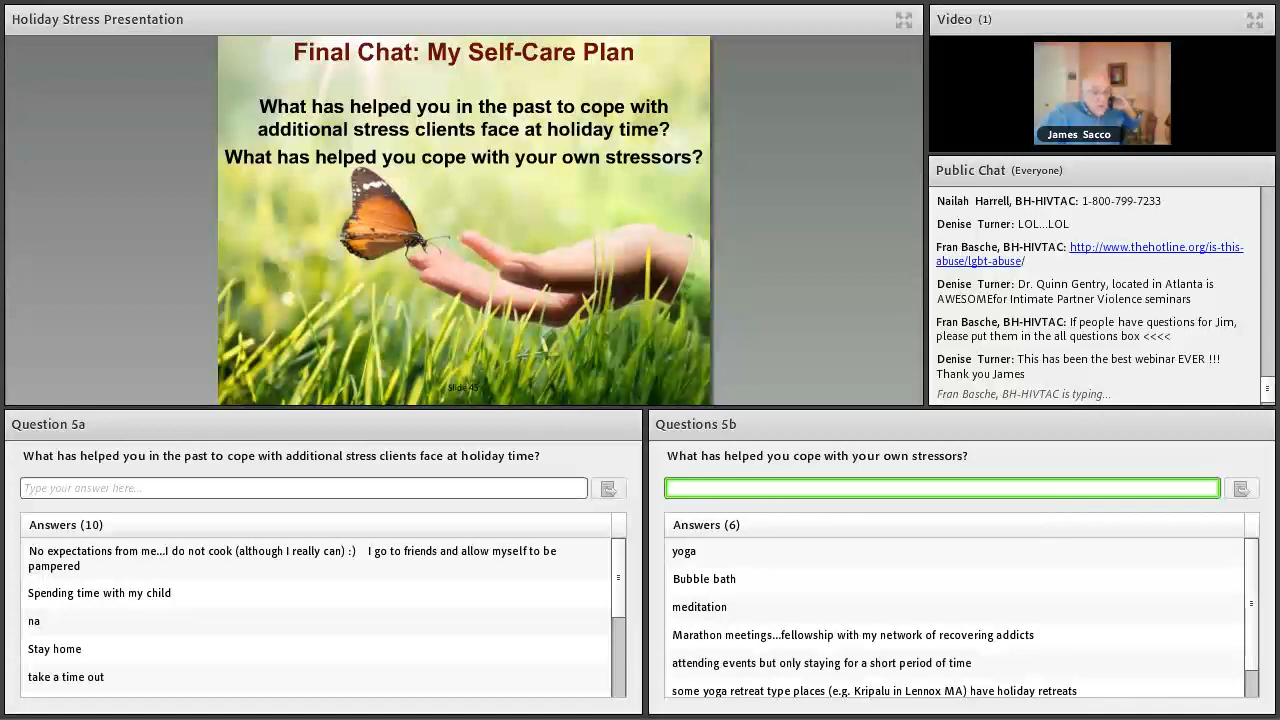 Holiday Stress Presentation
Final Chat: My Self-Care Plan
What has helped you in the past to cope with
additional stress clients face at holiday time?
What has helped you cope with your own stressors?
Slide 45
Video (1)
James Sacco
Public Chat (Everyone)
Nailah Harrell, BH-HIVTAC: 1-800-799-7233
Denise Turner: LOL...LOL
Fran Basche, BH-HIVTAC: http://www.thehotline.org/is-this-
abuse/lgbt-abuse/
Denise Turner: Dr. Quinn Gentry, located in Atlanta is
AWESOMEfor Intimate Partner Violence seminars
Fran Basche, BH-HIVTAC: If people have questions for Jim,
please put them in the all questions box <<<<
Denise Turner: This has been the best webinar EVER !!!
Thank you James
Fran Basche, BH-HIVTAC is typing...
Question 5a
What has helped you in the past to cope with additional stress clients face at holiday time?
Type your answer here...
Answers (10)
No expectations from me...I do not cook (although I really can) :) I go to friends and allow myself to be
pampered
Spending time with my child
na
Stay home
take a time out
Questions 5b
What has helped you cope with your own stressors?
Answers (6)
yoga
Bubble bath
meditation
Marathon meetings...fellowship with my network of recovering addicts
attending events but only staying for a short period of time
some yoga retreat type places (e.g. Kripalu in Lennox MA) have holiday retreats